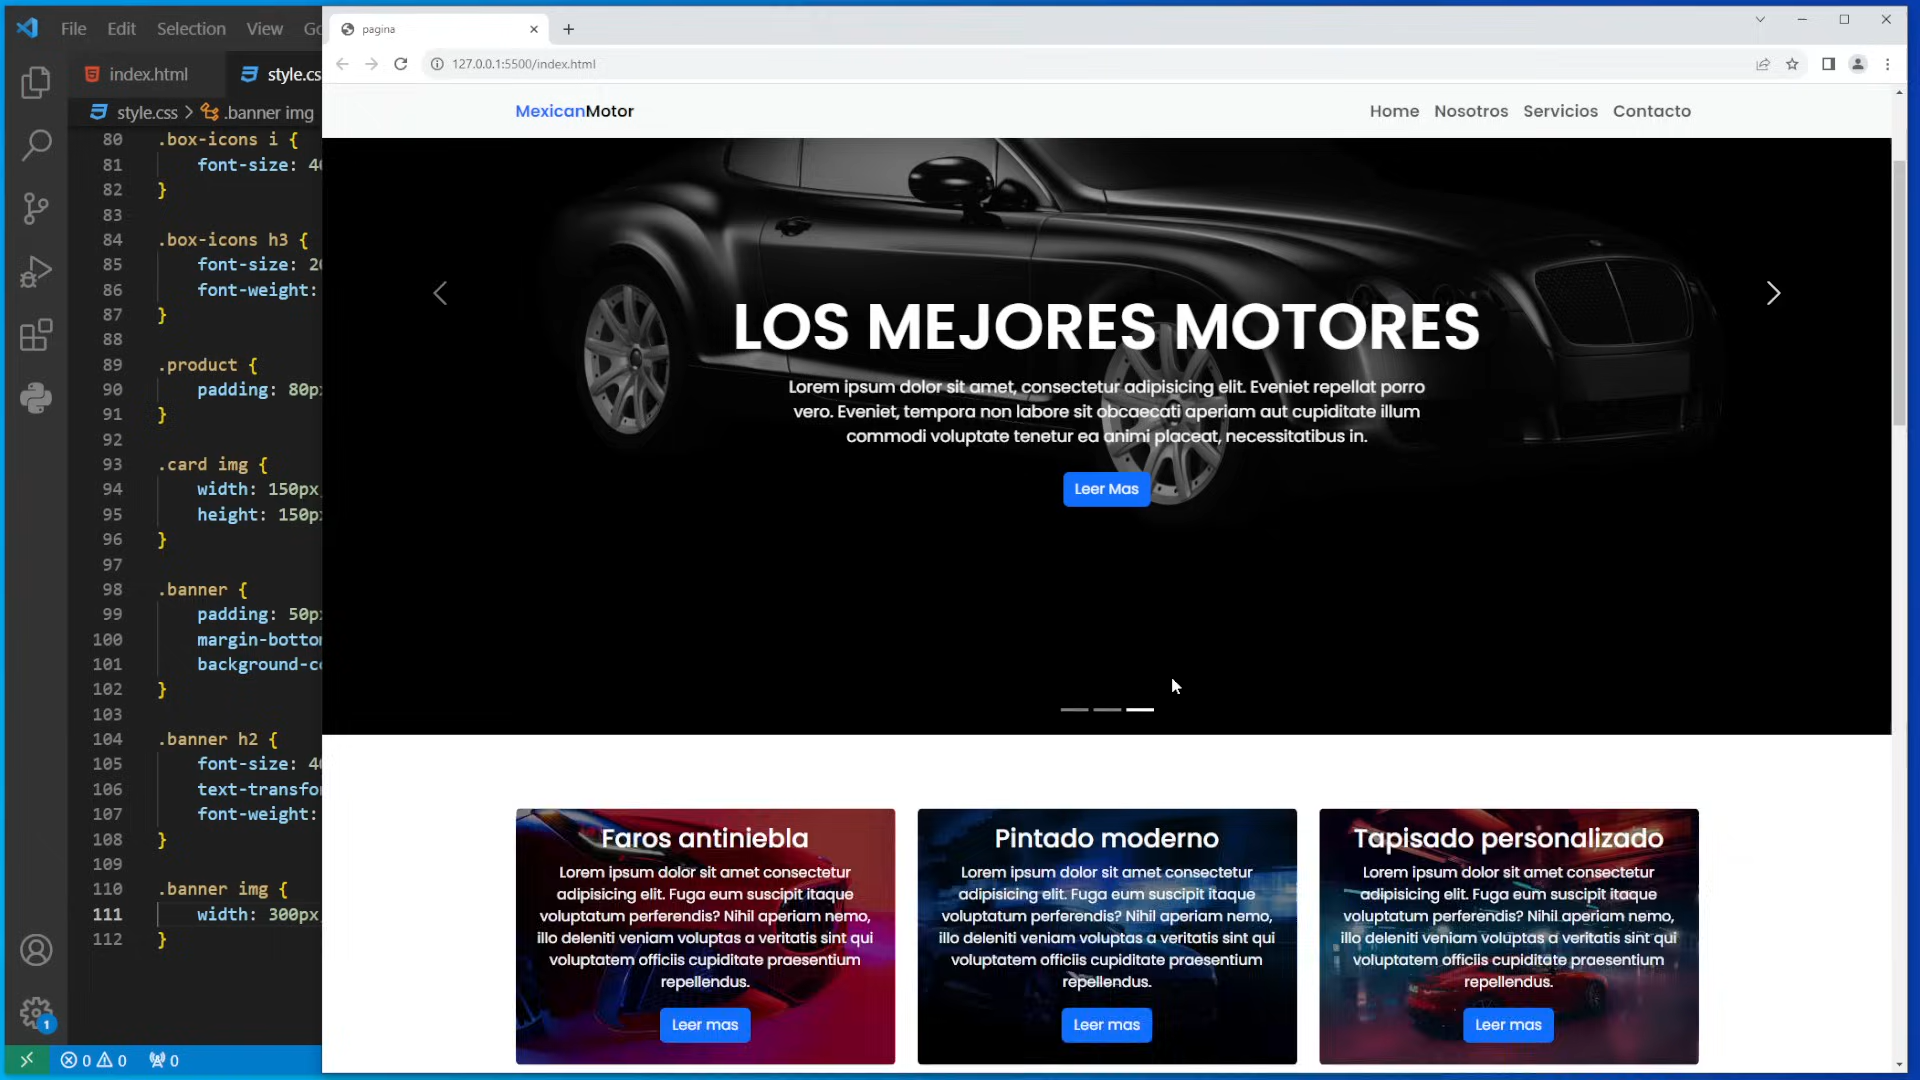 File Edit Selection View Go
pagina
index.html
style.cs
127.0.0.1:5500/index.html
style.css > .banner img
80 .box-icons i {
81 font-size: 4
82 }
83
84 .box-icons h3 {
85 font-size: 2
86 font-weight:
87 }
88
89 .product {
90 padding: 80p
91 }
92
93 .card img {
94 width: 150px
95 height: 150p
96 }
97
98 .banner {
99 padding: 50p
100 margin-botto
101 background-c
102 }
103
104 .banner h2 {
105 font-size: 4
106 text-transfo
107 font-weight:
108 }
109
110 .banner img {
111 width: 300px
112 }
1
0 0 0
MexicanMotor
Home Nosotros Servicios Contacto
LOS MEJORES MOTORES
Lorem ipsum dolor sit amet, consectetur adipisicing elit. Eveniet repellat porro
vero. Eveniet, tempora non labore sit obcaecati aperiam aut cupiditate illum
commodi voluptate tenetur ea animi placeat, necessitatibus in.
Leer Mas
Faros antiniebla
Lorem ipsum dolor sit amet consectetur
adipisicing elit. Fuga eum suscipit itaque
voluptatum perferendis? Nihil aperiam nemo,
illo deleniti veniam voluptas a veritatis sint qui
voluptatem officiis cupiditate praesentium
repellendus.
Leer mas
Pintado moderno
Lorem ipsum dolor sit amet consectetur
adipisicing elit. Fuga eum suscipit itaque
voluptatum perferendis? Nihil aperiam nemo,
illo deleniti veniam voluptas a veritatis sint qui
voluptatem officiis cupiditate praesentium
repellendus.
Leer mas
Tapisado personalizado
Lorem ipsum dolor sit amet consectetur
adipisicing elit. Fuga eum suscipit itaque
voluptatum perferendis? Nihil aperiam nemo,
illo deleniti veniam voluptas a veritatis sint qui
voluptatem officiis cupiditate praesentium
repellendus.
Leer mas